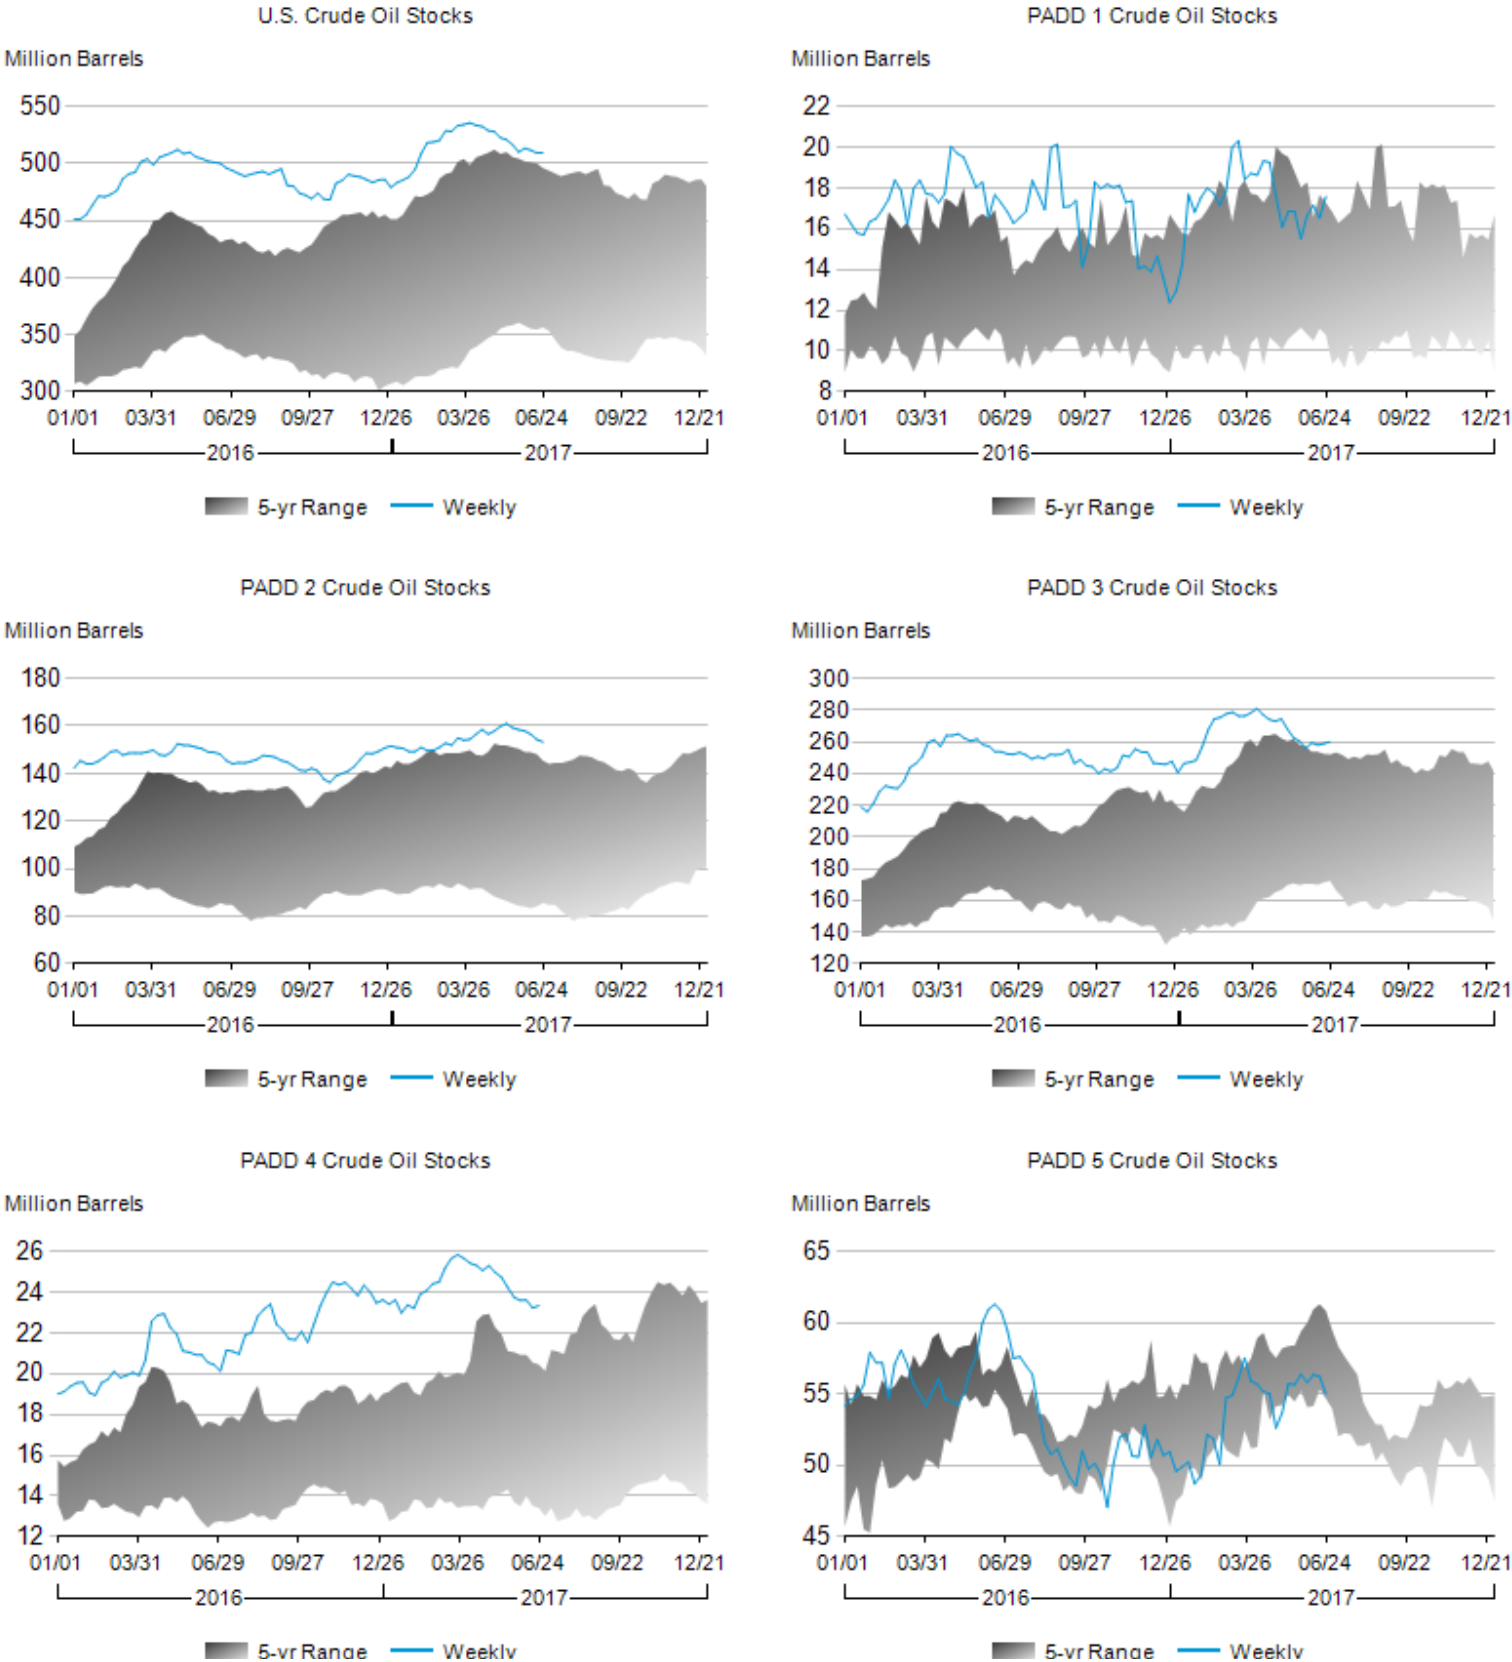 U.S. Crude Oil Stocks
Million Barrels
550
500
450
400
350
300
01/01 03/31 06/29 09/27 12/26 03/26 06/24 09/22 12/21
2016 2017
5-yr Range Weekly
PADD 1 Crude Oil Stocks
Million Barrels
22
20
18
16
14
12
10
8
01/01 03/31 06/29 09/27 12/26 03/26 06/24 09/22 12/21
2016 2017
5-yr Range Weekly
PADD 2 Crude Oil Stocks
Million Barrels
180
160
140
120
100
80
60
01/01 03/31 06/29 09/27 12/26 03/26 06/24 09/22 12/21
2016 2017
5-yr Range Weekly
PADD 3 Crude Oil Stocks
Million Barrels
300
280
260
240
220
200
180
160
140
120
01/01 03/31 06/29 09/27 12/26 03/26 06/24 09/22 12/21
2016 2017
5-yr Range Weekly
PADD 4 Crude Oil Stocks
Million Barrels
26
24
22
20
18
16
14
12
01/01 03/31 06/29 09/27 12/26 03/26 06/24 09/22 12/21
2016 2017
5-yr Range Weekly
PADD 5 Crude Oil Stocks
Million Barrels
65
60
55
50
45
01/01 03/31 06/29 09/27 12/26 03/26 06/24 09/22 12/21
2016 2017
5-yr Range Weekly